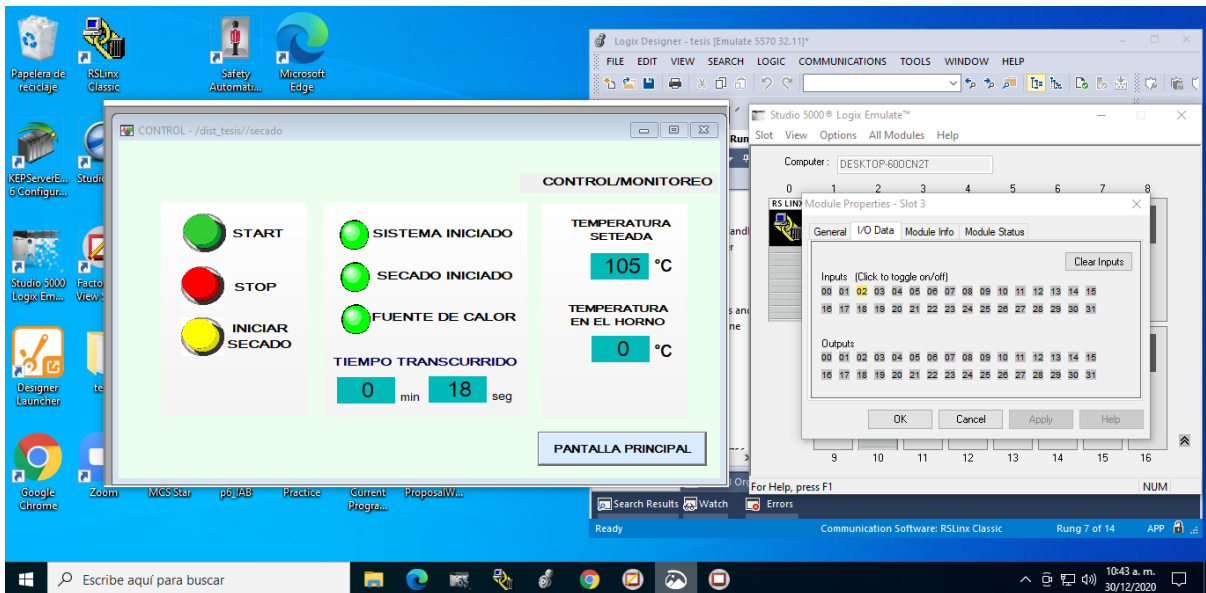 Papelera de
reciclaje
RSLinx
Classic
Safety
Automati...
Microsoft
Edge
KEPServerE...
6 Configur...
Studio 5000
Logix Em...
View
Designer
Launcher
Google
Chrome
Zoom
MCS Star
p6_IAB
Practice
Current
Progra...
ProposalW...
CONTROL - /dist_tesis//secado
CONTROL/MONITOREO
START
STOP
INICIAR
SECADO
SISTEMA INICIADO
SECADO INICIADO
FUENTE DE CALOR
TIEMPO TRANSCURRIDO
0 min 18 seg
TEMPERATURA
SETEADA
105 °C
TEMPERATURA
EN EL HORNO
0 °C
PANTALLA PRINCIPAL
Logix Designer - tesis [Emulate 5570 32.11]*
FILE EDIT VIEW SEARCH LOGIC COMMUNICATIONS TOOLS WINDOW HELP
Run
Studio 5000® Logix Emulate™
Slot View Options All Modules Help
Computer: DESKTOP-600CN2T
0 1 2 3 4 5 6 7 8
RS LIN
Module Properties - Slot 3
General I/O Data Module Info Module Status
Clear Inputs
Inputs (Click to toggle on/off)
00 01 02 03 04 05 06 07 08 09 10 11 12 13 14 15
16 17 18 19 20 21 22 23 24 25 26 27 28 29 30 31
Outputs
00 01 02 03 04 05 06 07 08 09 10 11 12 13 14 15
16 17 18 19 20 21 22 23 24 25 26 27 28 29 30 31
OK Cancel Apply Help
9 10 11 12 13 14 15 16
For Help, press F1 NUM
Search Results Watch Errors
Ready Communication Software: RSLinx Classic Rung 7 of 14 APP
Escribe aquí para buscar
10:43 a. m.
30/12/2020